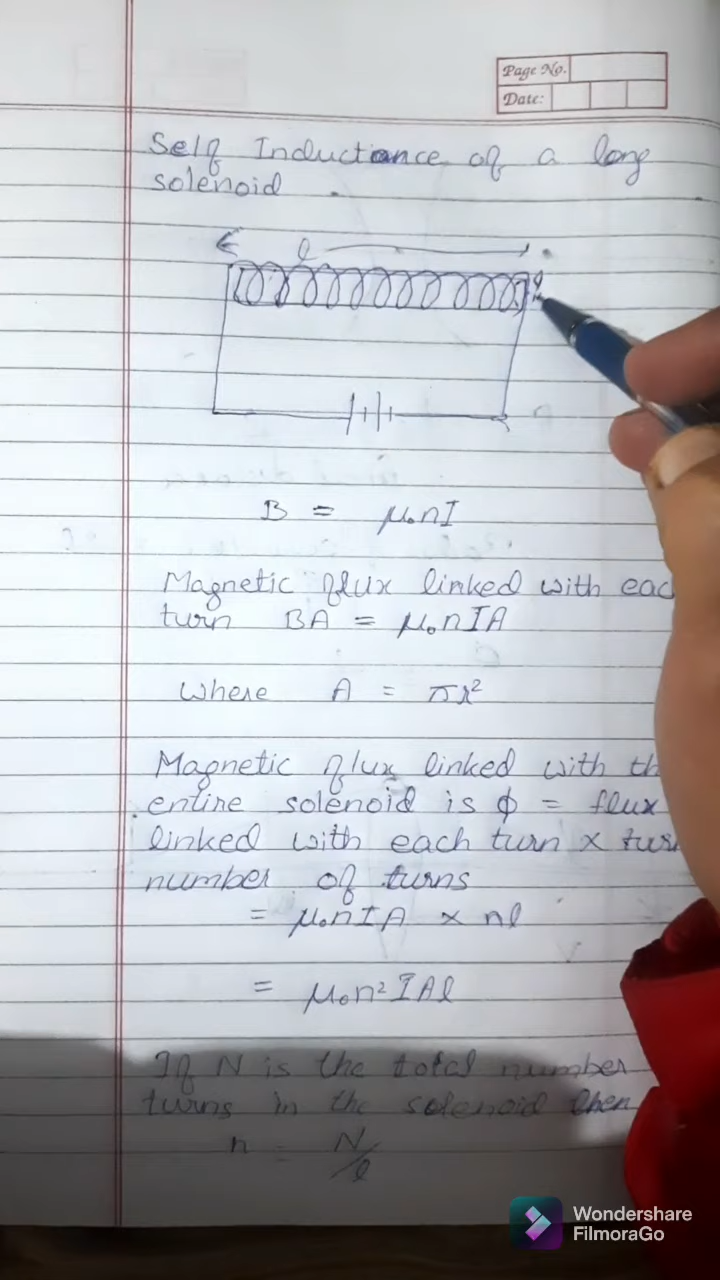 Page No.
Date:
Self Inductance of a long
solenoid
l
r
B = μ₀nI
Magnetic flux linked with eac
turn BA = μ₀nIA
where A = πr²
Magnetic flux linked with th
entire solenoid is ϕ = flux
linked with each turn × tur
number of turns
= μ₀nIA × nl
= μ₀n²IAl
If N is the total number
turns in the solenoid then
n = N/l
Wondershare
FilmoraGo